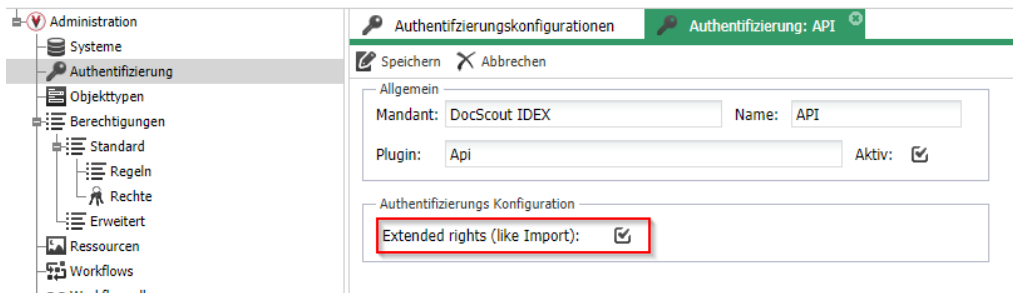 Administration
Systeme
Authentifizierung
Objekttypen
Berechtigungen
Standard
Regeln
Rechte
Erweitert
Ressourcen
Workflows
Authentifzierungskonfigurationen
Authentifizierung: API
Speichern Abbrechen
Allgemein
Mandant: DocScout IDEX Name: API
Plugin: Api Aktiv:
Authentifizierungs Konfiguration
Extended rights (like Import):